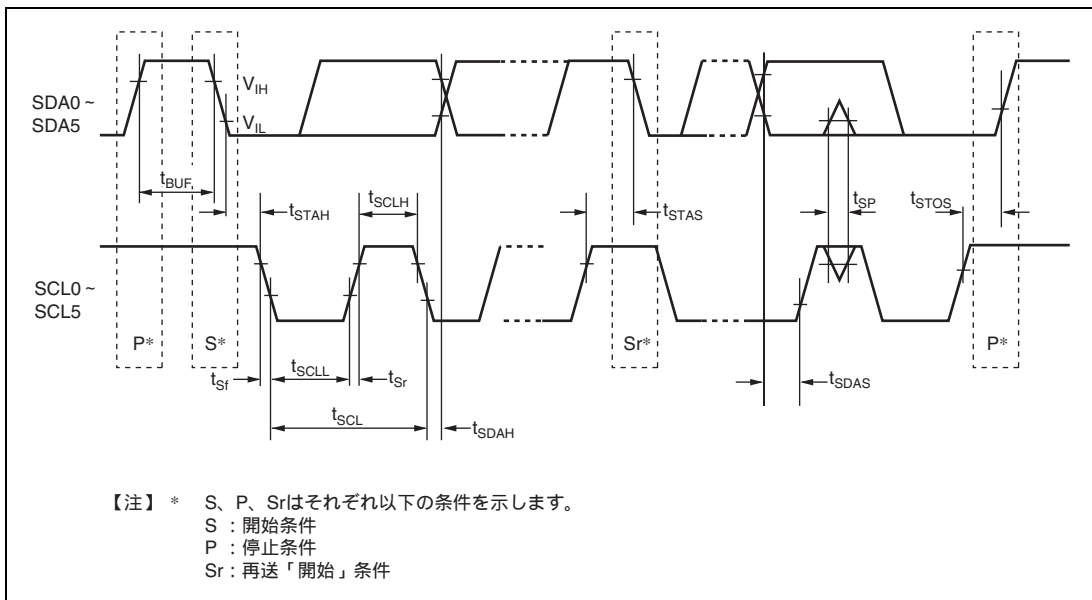 SDA0 ~
SDA5
V_IH
V_IL
t_BUF
t_STAH
t_SCLH
t_STAS
t_SP
t_STOS
SCL0 ~
SCL5
P*
S*
Sr*
P*
t_Sf
t_SCLL
t_Sr
t_SDAS
t_SCL
t_SDAH
【注】 * S、P、Srはそれぞれ以下の条件を示します。
S ：開始条件
P ：停止条件
Sr：再送「開始」条件